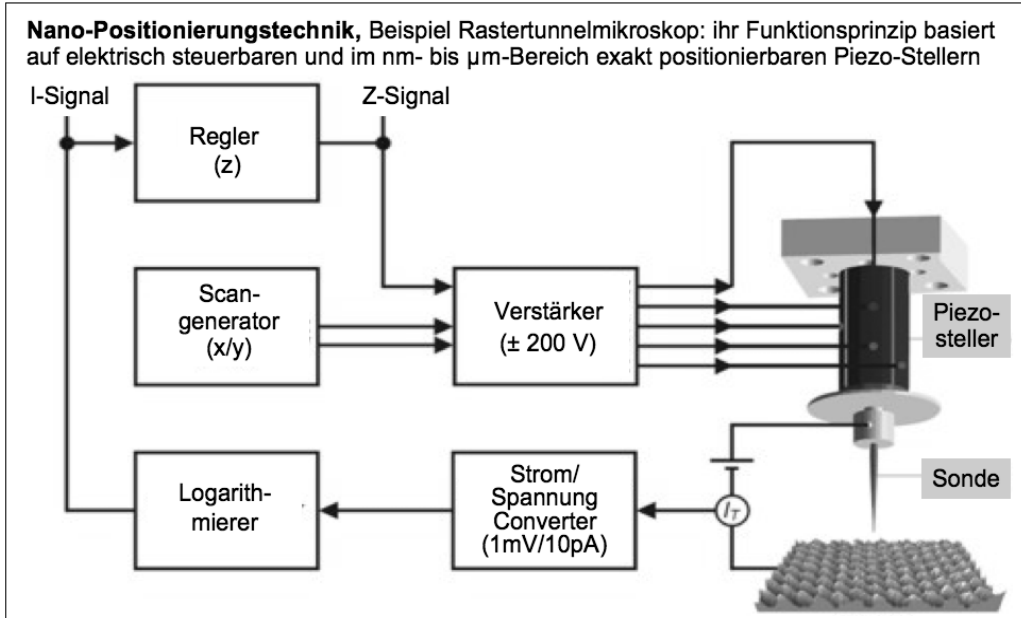 Nano-Positionierungstechnik, Beispiel Rastertunnelmikroskop: ihr Funktionsprinzip basiert
auf elektrisch steuerbaren und im nm- bis µm-Bereich exakt positionierbaren Piezo-Stellern
I-Signal
Z-Signal
Regler
(z)
Scan-
generator
(x/y)
Verstärker
(± 200 V)
Piezo-
steller
Logarith-
mierer
Strom/
Spannung
Converter
(1mV/10pA)
I_T
Sonde